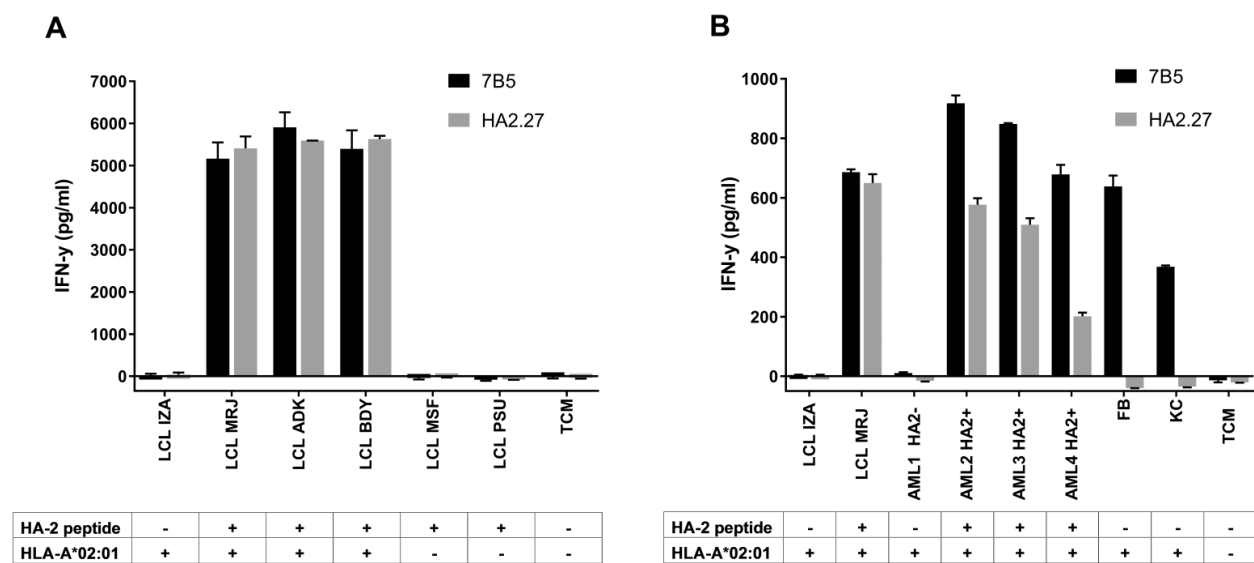 A
7000
6000
5000
4000
3000
2000
1000
0
IFN-y (pg/ml)
7B5
HA2.27
LCL IZA
LCL MRJ
LCL ADK
LCL BDY
LCL MSF
LCL PSU
TCM
HA-2 peptide - + + + + + -
HLA-A*02:01 + + + + - - -
B
1000
800
600
400
200
0
IFN-y (pg/ml)
7B5
HA2.27
LCL IZA
LCL MRJ
AML1 HA2-
AML2 HA2+
AML3 HA2+
AML4 HA2+
FB
KC
TCM
HA-2 peptide - + - + + + - - -
HLA-A*02:01 + + + + + + + + -